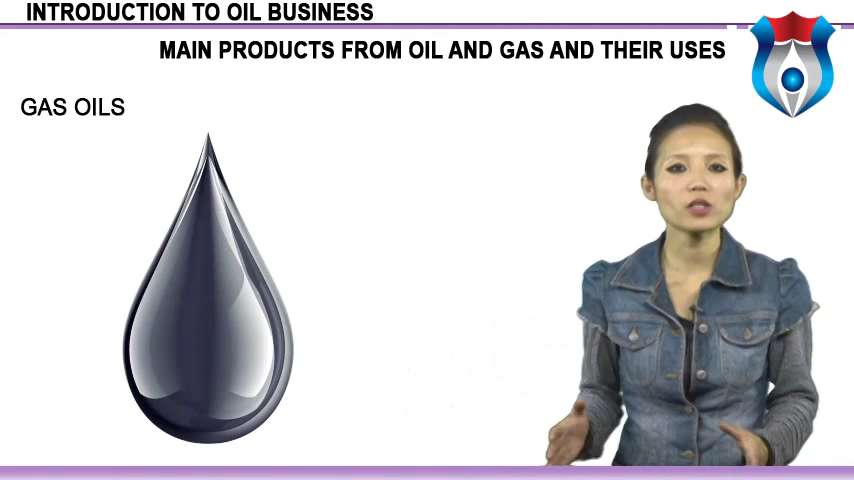 INTRODUCTION TO OIL BUSINESS
MAIN PRODUCTS FROM OIL AND GAS AND THEIR USES
GAS OILS